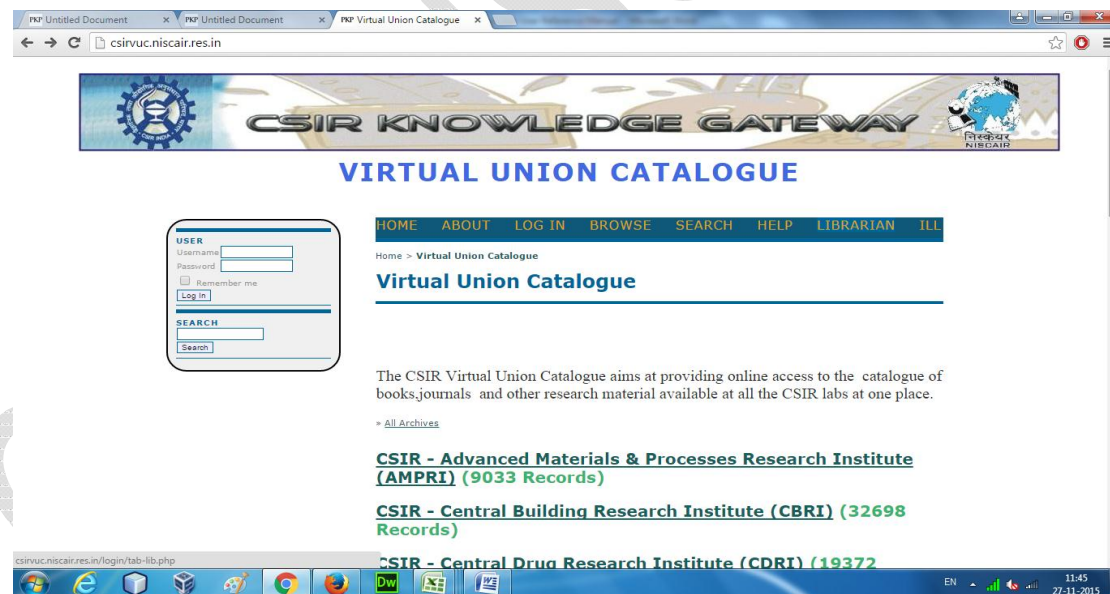 PKP Untitled Document × PKP Untitled Document × PKP Virtual Union Catalogue ×
csirvuc.niscair.res.in
CSIR KNOWLEDGE GATEWAY
CSIR INDIA
निस्केयर
NISCAIR
VIRTUAL UNION CATALOGUE
HOME ABOUT LOG IN BROWSE SEARCH HELP LIBRARIAN ILL
USER
Username
Password
Remember me
Log In
SEARCH
Search
Home > Virtual Union Catalogue
Virtual Union Catalogue
The CSIR Virtual Union Catalogue aims at providing online access to the catalogue of
books,journals and other research material available at all the CSIR labs at one place.
» All Archives
CSIR - Advanced Materials & Processes Research Institute
(AMPRI) (9033 Records)
CSIR - Central Building Research Institute (CBRI) (32698
Records)
CSIR - Central Drug Research Institute (CDRI) (19372
csirvuc.niscair.res.in/login/tab-lib.php
Dw
EN 11:45
27-11-2015